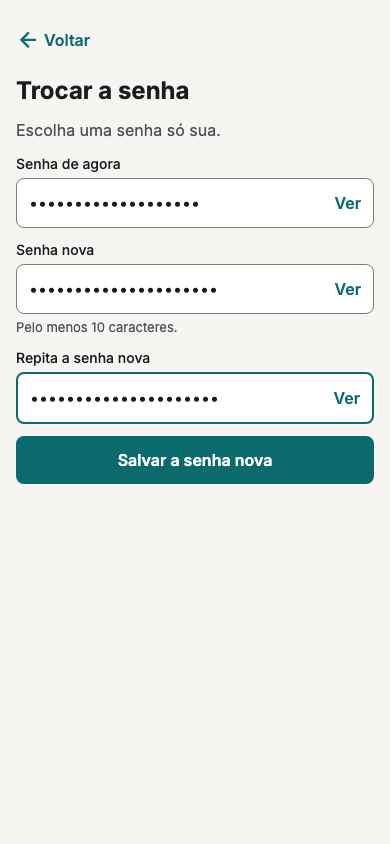 Voltar
Trocar a senha
Escolha uma senha só sua.
Senha de agora
••••••••••••••••••• Ver
Senha nova
••••••••••••••••••••• Ver
Pelo menos 10 caracteres.
Repita a senha nova
••••••••••••••••••••• Ver
Salvar a senha nova